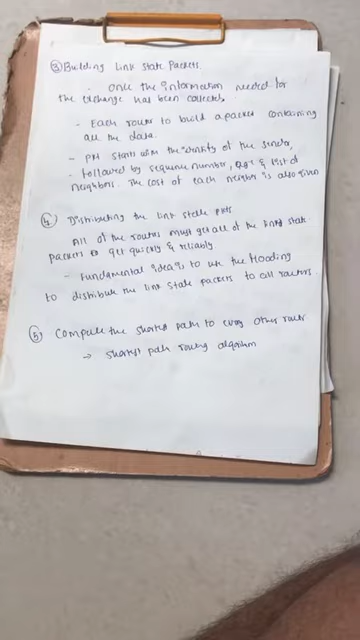 ③ Building Link State Packets.
- Once the information needed for
the exchange has been collected,
- Each router to build a packet containing
all the data.
- Pkt starts with the identity of the sender,
- followed by sequence number, age & list of
neighbors. The cost of each neighbor is also given
④ Distributing the link state pkts.
All of the routers must get all of the link state
packets to get quickly & reliably
- Fundamental idea is to use the flooding
to distribute the link state packets to all routers.
⑤ Compute the shortest path to every other router
→ shortest path routing algorithm